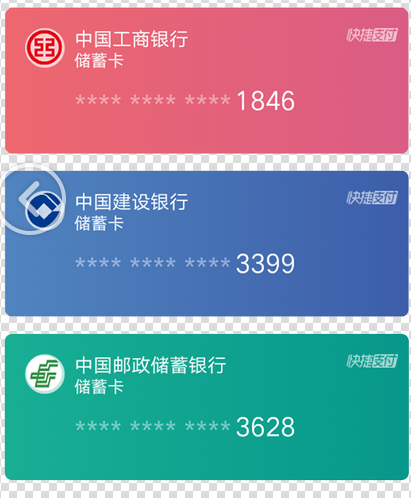 中国工商银行
快捷支付
储蓄卡
**** **** **** 1846
中国建设银行
快捷支付
储蓄卡
**** **** **** 3399
中国邮政储蓄银行
快捷支付
储蓄卡
**** **** **** 3628